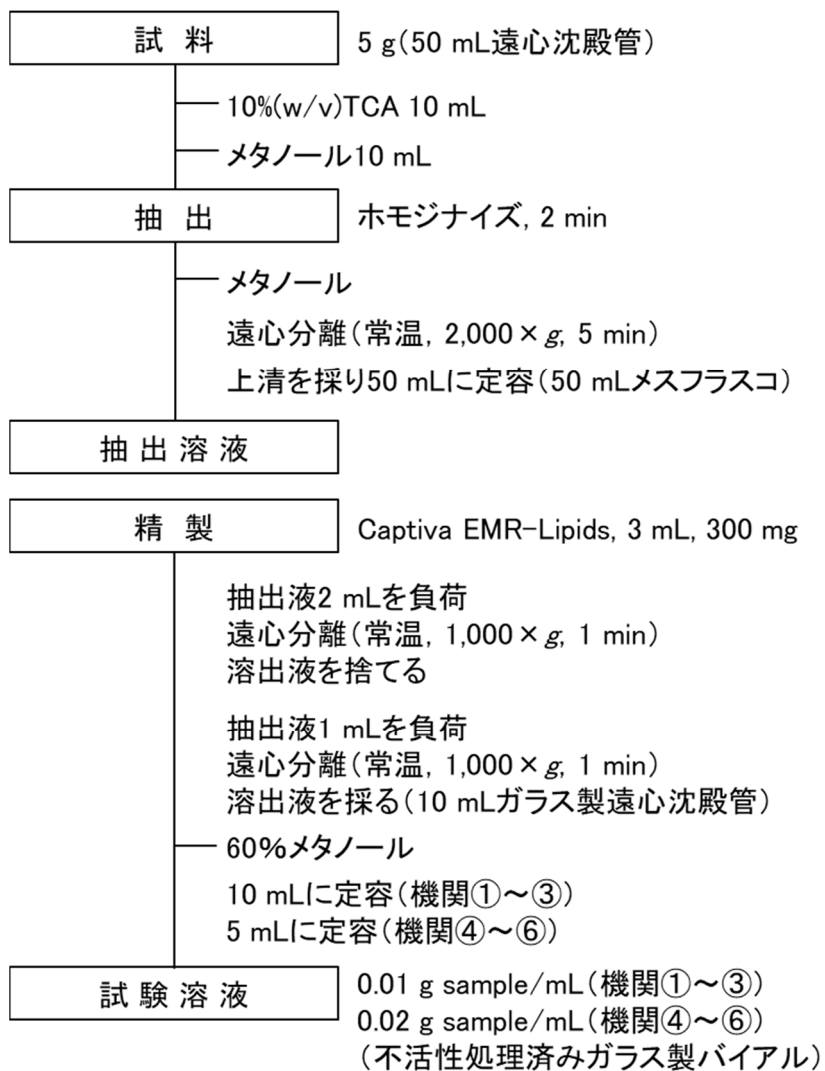 試 料
5 g(50 mL遠心沈殿管)
10%(w/v)TCA 10 mL
メタノール10 mL
抽 出
ホモジナイズ, 2 min
メタノール
遠心分離(常温, 2,000×g, 5 min)
上清を採り50 mLに定容(50 mLメスフラスコ)
抽 出 溶 液
精 製
Captiva EMR-Lipids, 3 mL, 300 mg
抽出液2 mLを負荷
遠心分離(常温, 1,000×g, 1 min)
溶出液を捨てる
抽出液1 mLを負荷
遠心分離(常温, 1,000×g, 1 min)
溶出液を採る(10 mLガラス製遠心沈殿管)
60%メタノール
10 mLに定容(機関①～③)
5 mLに定容(機関④～⑥)
試 験 溶 液
0.01 g sample/mL(機関①～③)
0.02 g sample/mL(機関④～⑥)
(不活性処理済みガラス製バイアル)